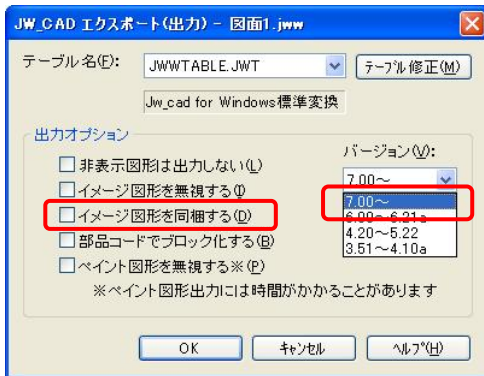 JW_CAD エクスポート(出力) - 図面1.jww
テーブル名(F):
JWWTABLE.JWT
テーブル修正(M)
Jw_cad for Windows標準変換
出力オプション
バージョン(V):
非表示図形は出力しない(L)
7.00～
イメージ図形を無視する(I)
7.00～
イメージ図形を同梱する(D)
6.00～6.21a
部品コードでブロック化する(B)
4.20～5.22
3.51～4.10a
ペイント図形を無視する※(P)
※ペイント図形出力には時間がかかることがあります
OK
キャンセル
ヘルプ(H)